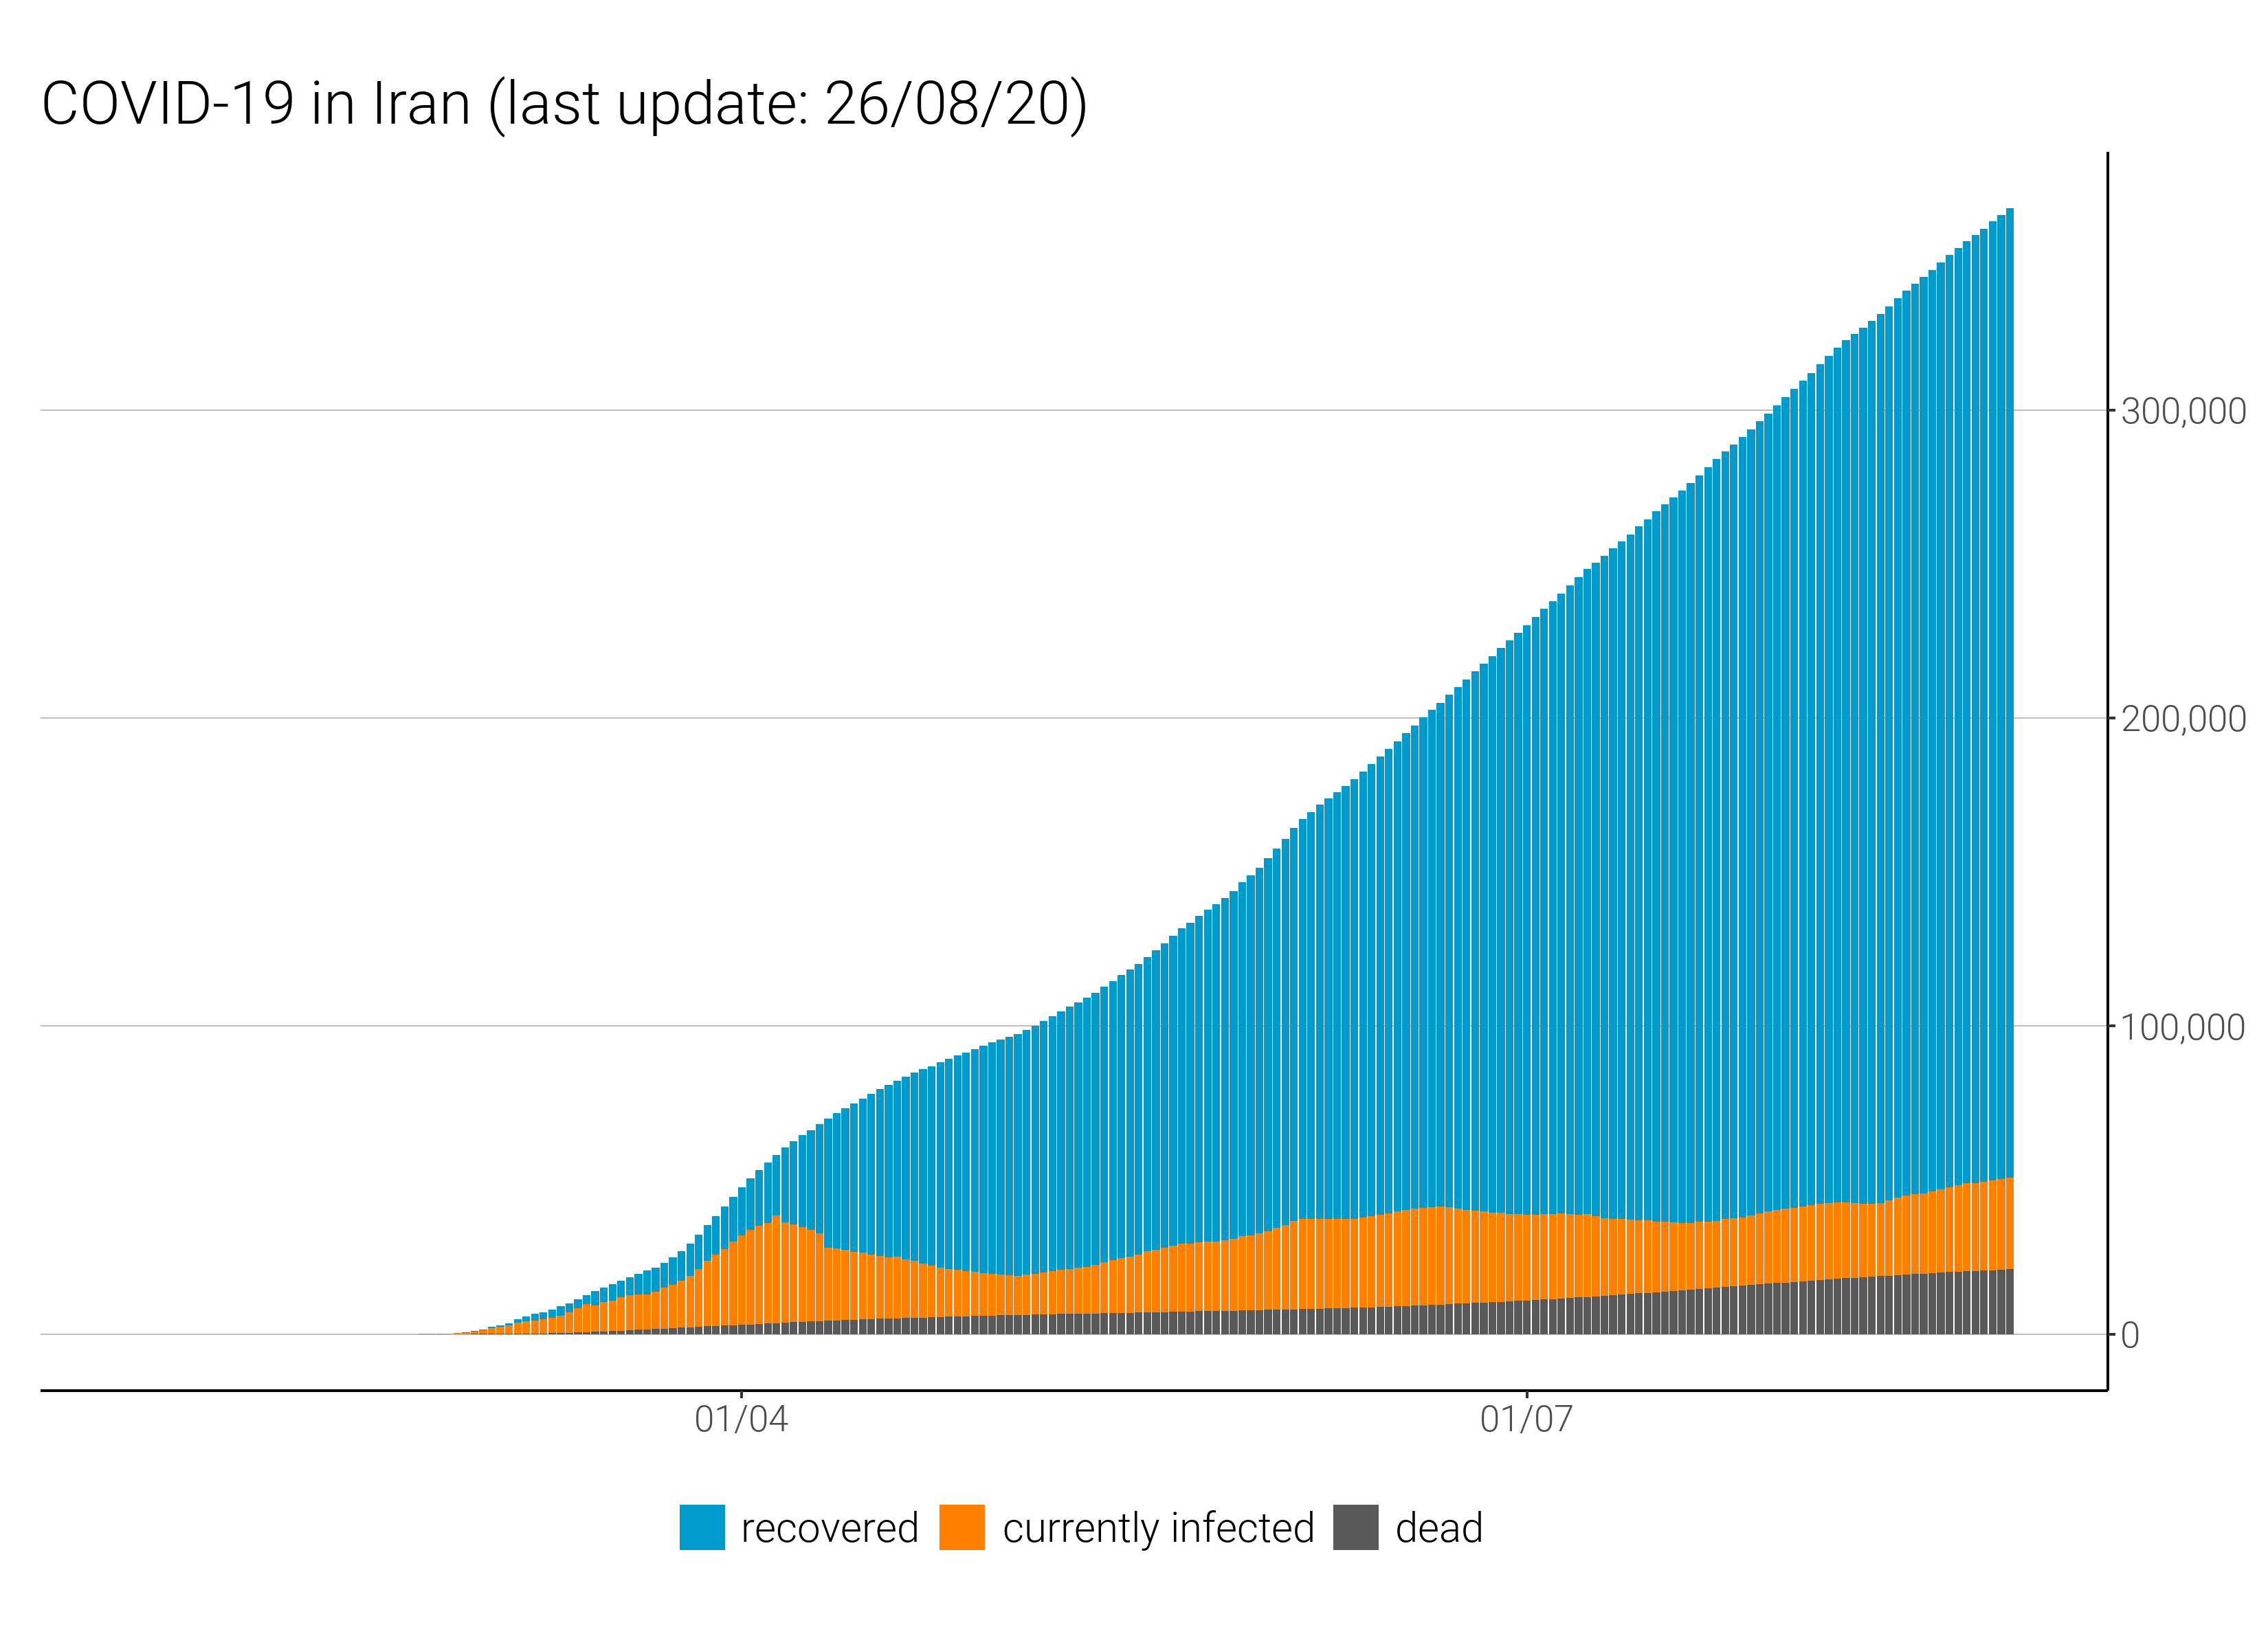 COVID-19 in Iran (last update: 26/08/20)
300,000
200,000
100,000
0
01/04 01/07
recovered currently infected dead